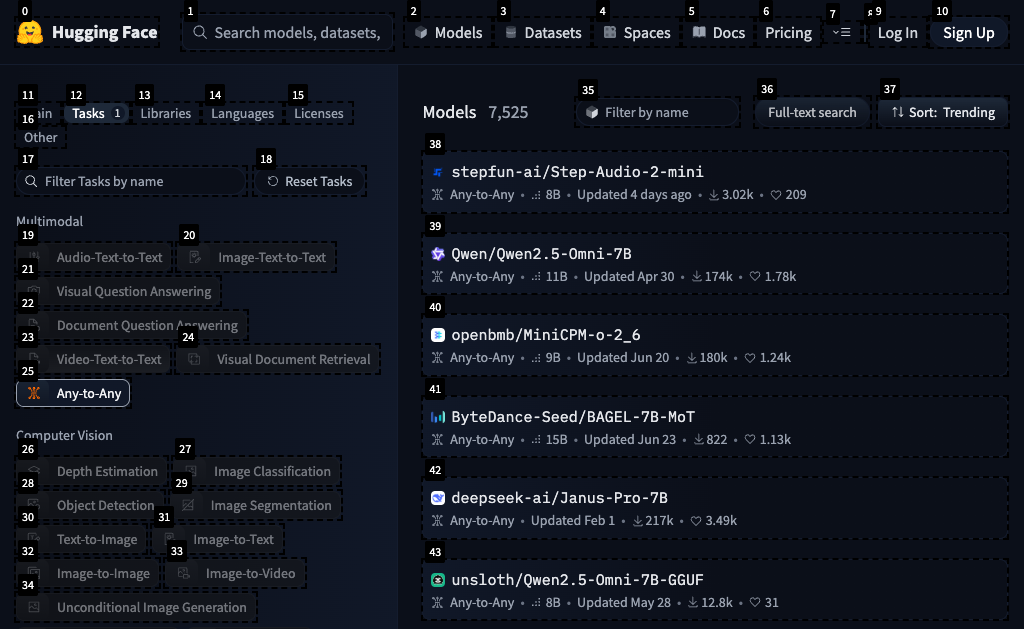 0 1 2 3 4 5 6 7 9 10
Hugging Face Search models, datasets, Models Datasets Spaces Docs Pricing Log In Sign Up
11 12 13 14 15
Tasks 1 Libraries Languages Licenses
16
Other
17 18
Filter Tasks by name Reset Tasks
Multimodal
19 20
Audio-Text-to-Text Image-Text-to-Text
21
Visual Question Answering
22
Document Question Answering
23 24
Video-Text-to-Text Visual Document Retrieval
25
Any-to-Any
Computer Vision
26 27
Depth Estimation Image Classification
28 29
Object Detection Image Segmentation
30 31
Text-to-Image Image-to-Text
32 33
Image-to-Image Image-to-Video
34
Unconditional Image Generation
35 36 37
Models 7,525 Filter by name Full-text search Sort: Trending
38
stepfun-ai/Step-Audio-2-mini
Any-to-Any • 8B • Updated 4 days ago • 3.02k • 209
39
Qwen/Qwen2.5-Omni-7B
Any-to-Any • 11B • Updated Apr 30 • 174k • 1.78k
40
openbmb/MiniCPM-o-2_6
Any-to-Any • 9B • Updated Jun 20 • 180k • 1.24k
41
ByteDance-Seed/BAGEL-7B-MoT
Any-to-Any • 15B • Updated Jun 23 • 822 • 1.13k
42
deepseek-ai/Janus-Pro-7B
Any-to-Any • Updated Feb 1 • 217k • 3.49k
43
unsloth/Qwen2.5-Omni-7B-GGUF
Any-to-Any • 8B • Updated May 28 • 12.8k • 31